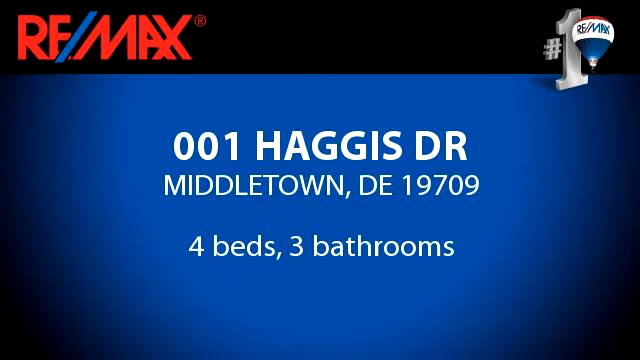 RE/MAX®
#1 RE/MAX
001 HAGGIS DR
MIDDLETOWN, DE 19709
4 beds, 3 bathrooms